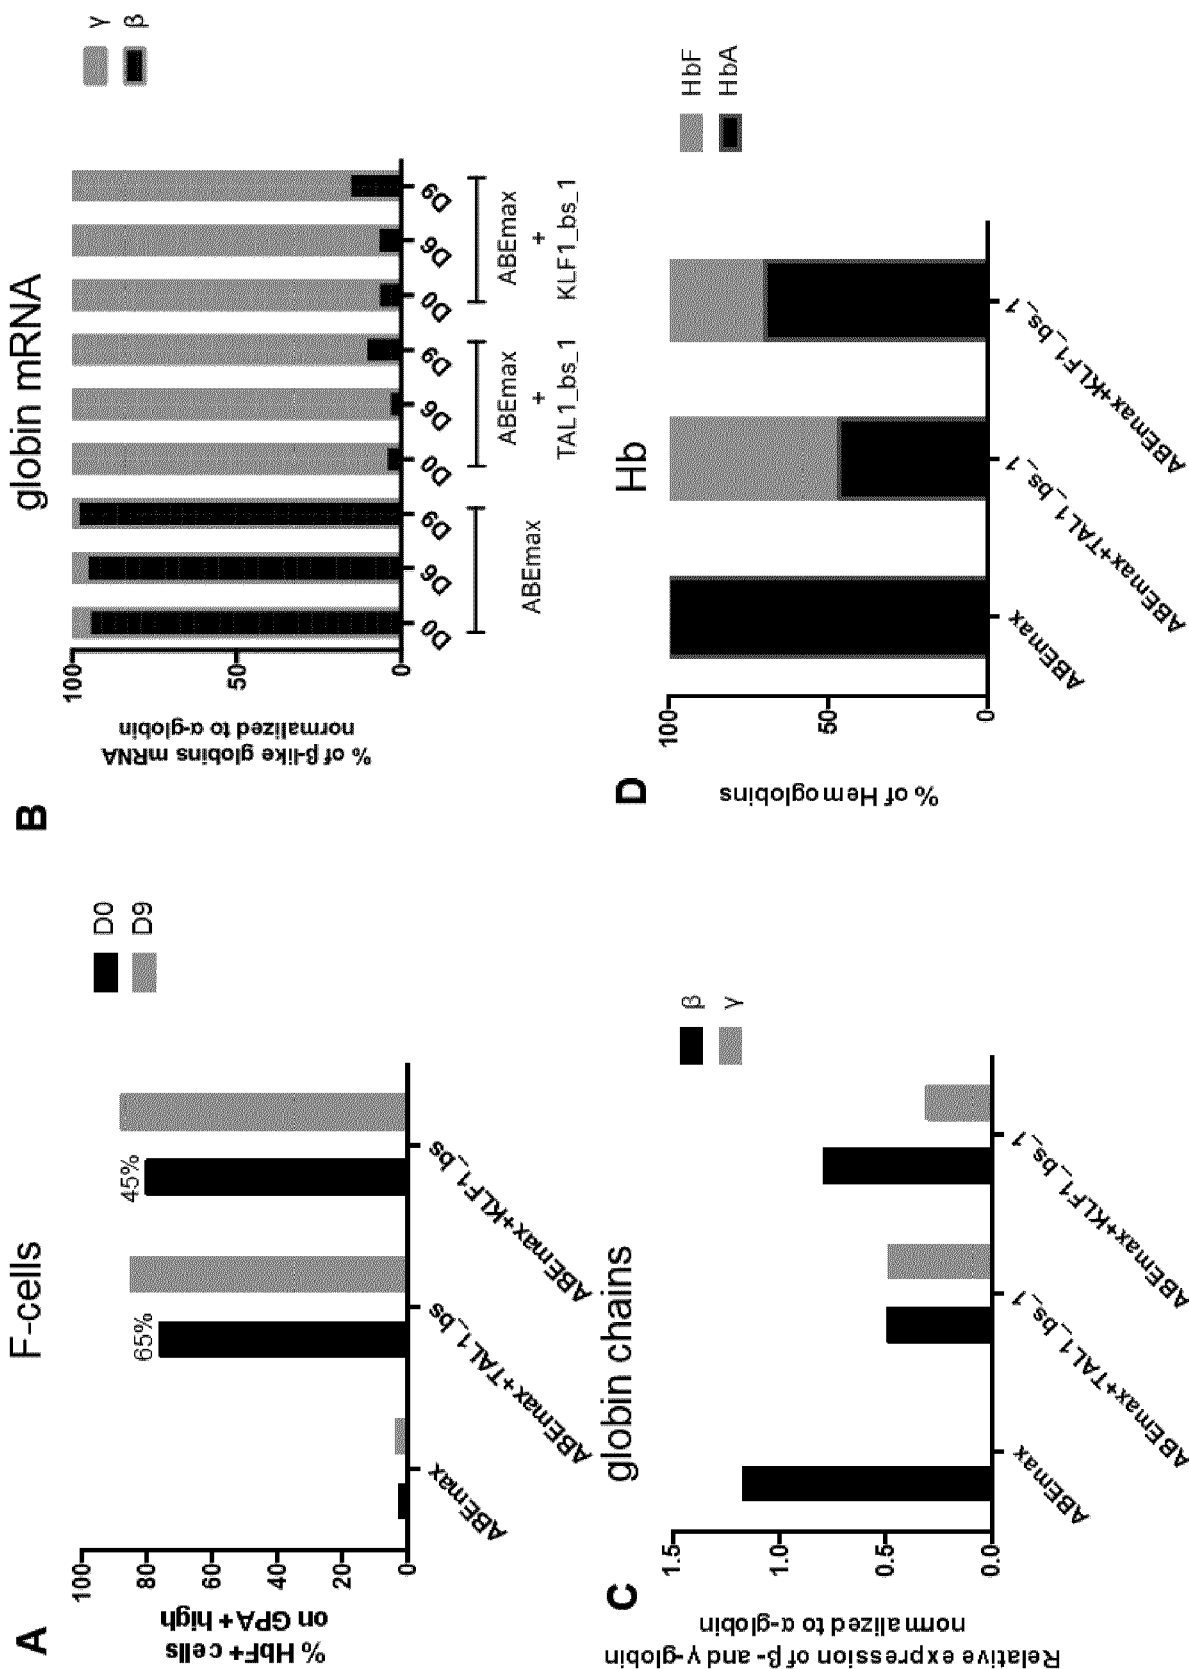 A
F-cells
% HbF+ cells
on GPA+ high
100
80
60
40
20
0
65%
45%
ABEmax
ABEmax+TAL1_bs
ABEmax+KLF1_bs
D0
D9
B
globin mRNA
% of β-like globins mRNA
normalized to α-globin
100
50
0
D0
D6
D9
D0
D6
D9
D0
D6
D9
ABEmax
ABEmax
+
TAL1_bs_1
ABEmax
+
KLF1_bs_1
γ
β
C
globin chains
Relative expression of β- and γ-globin
normalized to α-globin
1.5
1.0
0.5
0.0
ABEmax
ABEmax+TAL1_bs_1
ABEmax+KLF1_bs_1
β
γ
D
Hb
% of Hemoglobins
100
50
0
ABEmax
ABEmax+TAL1_bs_1
ABEmax+KLF1_bs_1
HbF
HbA